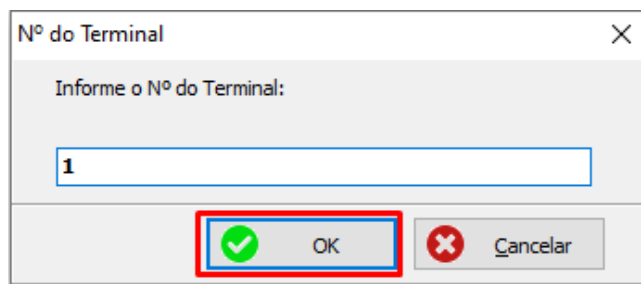 Nº do Terminal
Informe o Nº do Terminal:
1
OK
Cancelar